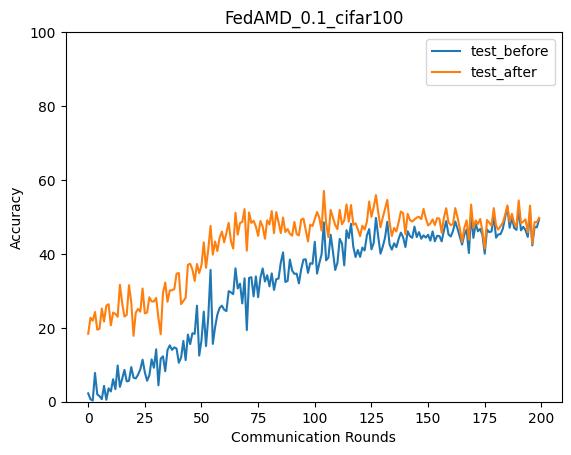 FedAMD_0.1_cifar100
test_before
test_after
Accuracy
100
80
60
40
20
0
0 25 50 75 100 125 150 175 200
Communication Rounds